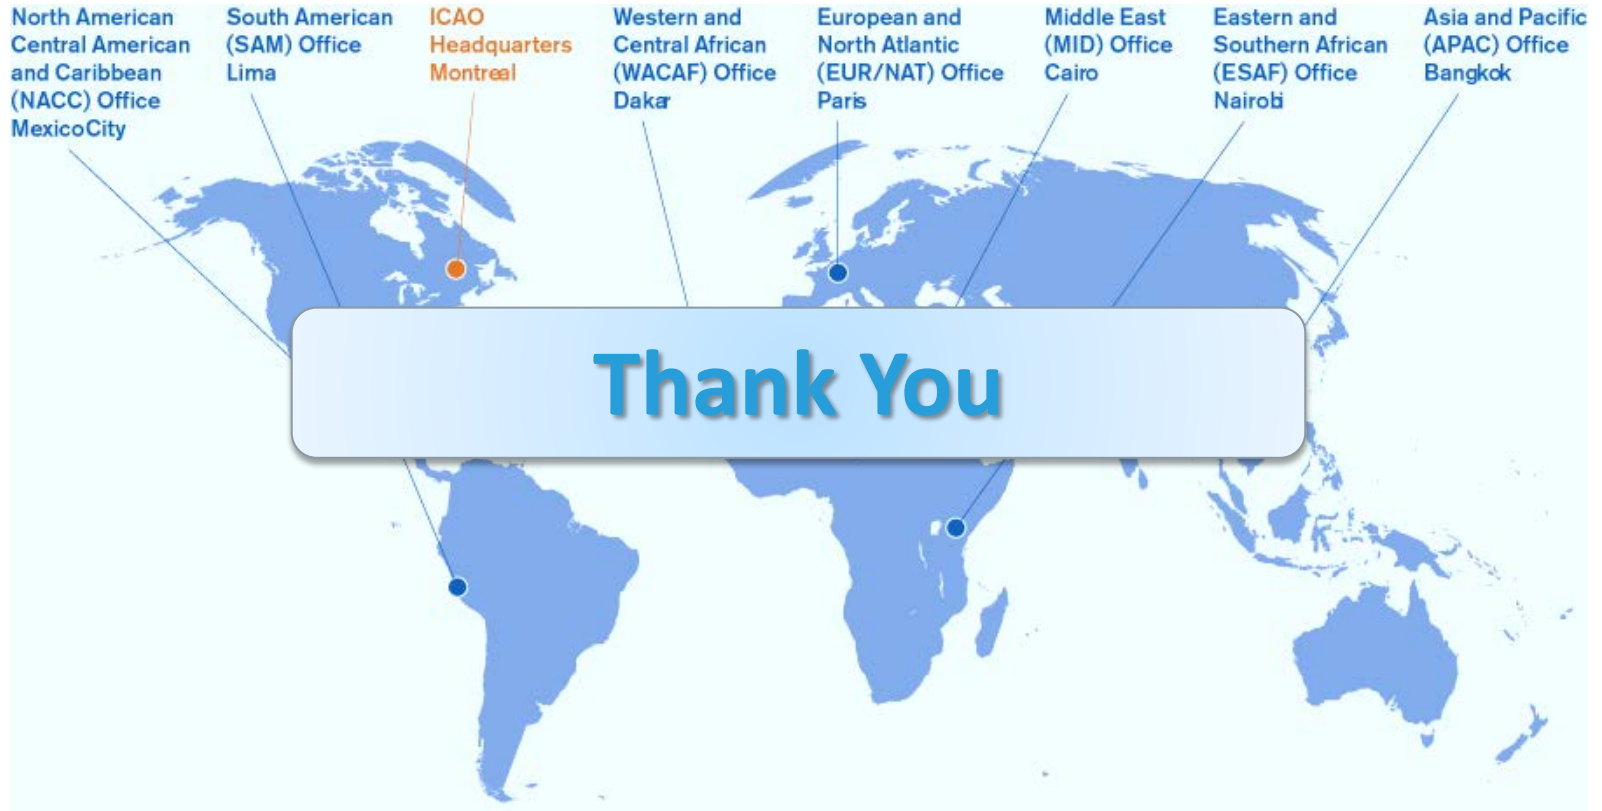 North American
Central American
and Caribbean
(NACC) Office
MexicoCity
South American
(SAM) Office
Lima
ICAO
Headquarters
Montreal
Western and
Central African
(WACAF) Office
Dakar
European and
North Atlantic
(EUR/NAT) Office
Paris
Middle East
(MID) Office
Cairo
Eastern and
Southern African
(ESAF) Office
Nairobi
Asia and Pacific
(APAC) Office
Bangkok
Thank You